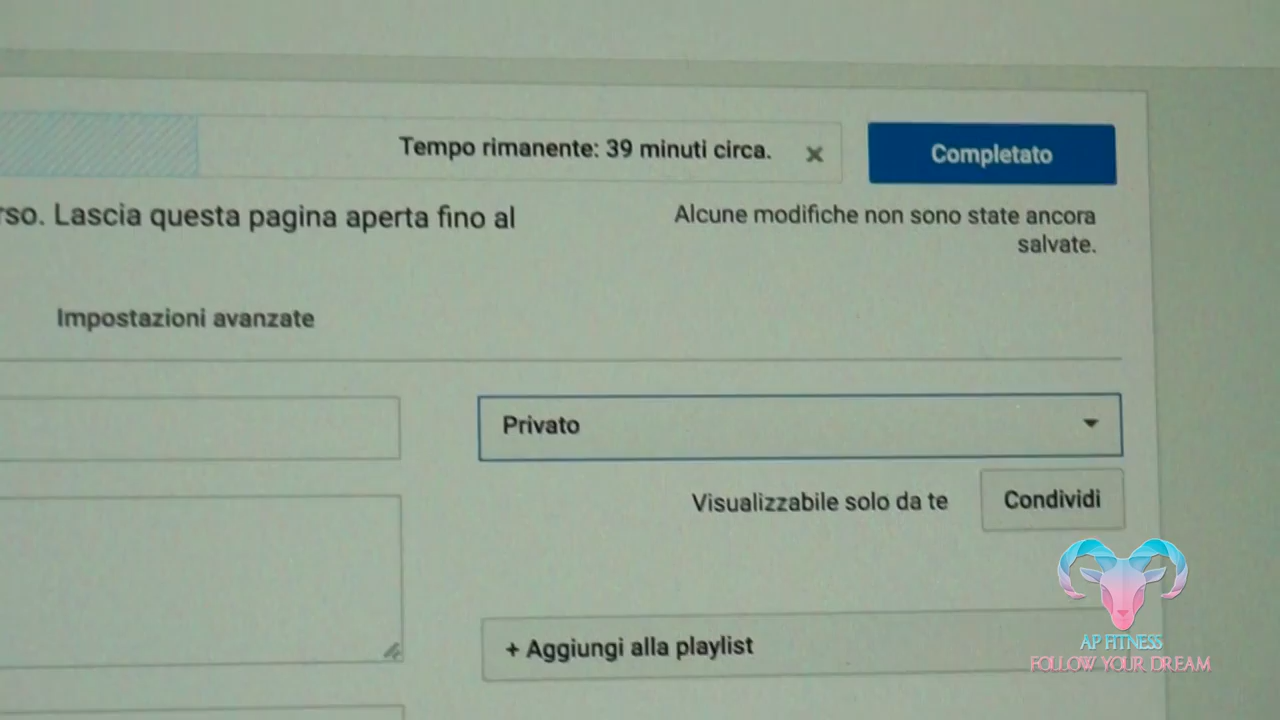 Tempo rimanente: 39 minuti circa.
Completato
rso. Lascia questa pagina aperta fino al
Alcune modifiche non sono state ancora
salvate.
Impostazioni avanzate
Privato
Visualizzabile solo da te
Condividi
+ Aggiungi alla playlist
AP FITNESS
FOLLOW YOUR DREAM